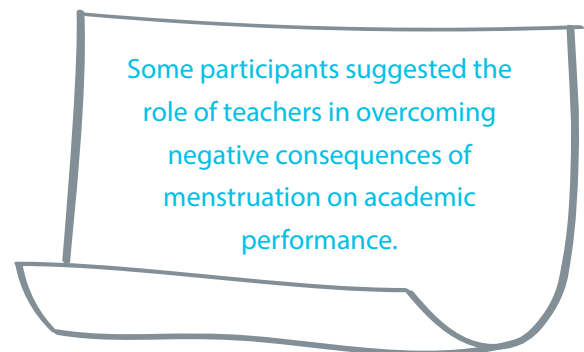 Some participants suggested the
role of teachers in overcoming
negative consequences of
menstruation on academic
performance.